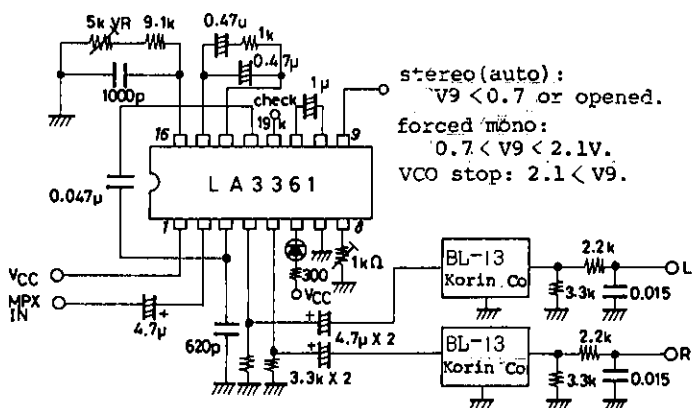 5k VR 9.1k
0.47u
1k
0.47μ
1000p
check
19k
1μ
stereo(auto):
V9 <0.7 or opened.
forced mono:
0.7 < V9 < 2.1V.
VCO stop: 2.1 < V9.
16
9
LA3361
0.047μ
1
8
VCC
MPX
IN
4.7μ
+
620p
300
VCC
1kΩ
3.3k X 2
+
+
4.7μ X 2
BL-13
Korin Co
2.2k
L
3.3k
0.015
BL-13
Korin Co
2.2k
R
3.3k
0.015